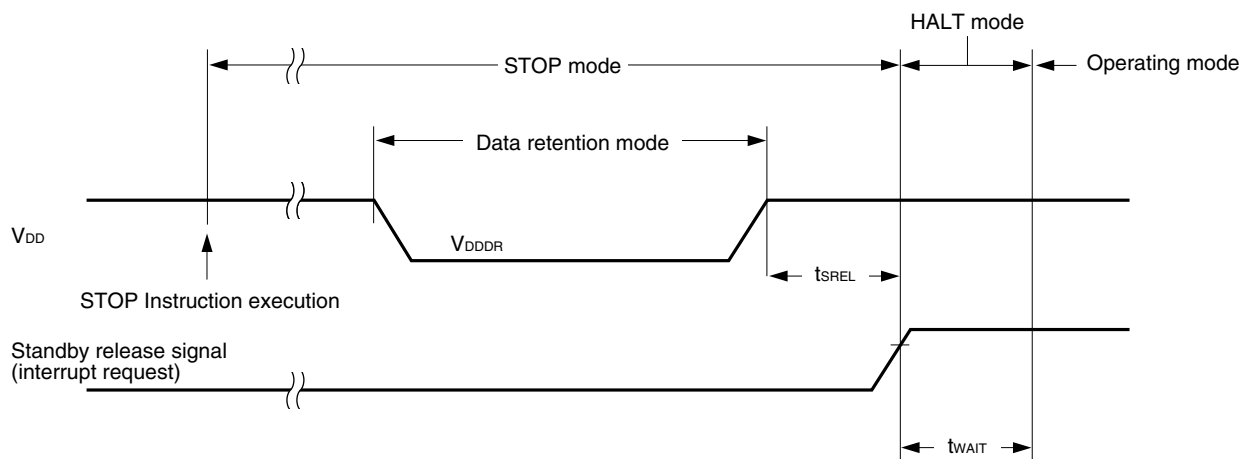 HALT mode
STOP mode
Operating mode
Data retention mode
VDD
VDDDR
tSREL
STOP Instruction execution
Standby release signal
(interrupt request)
tWAIT